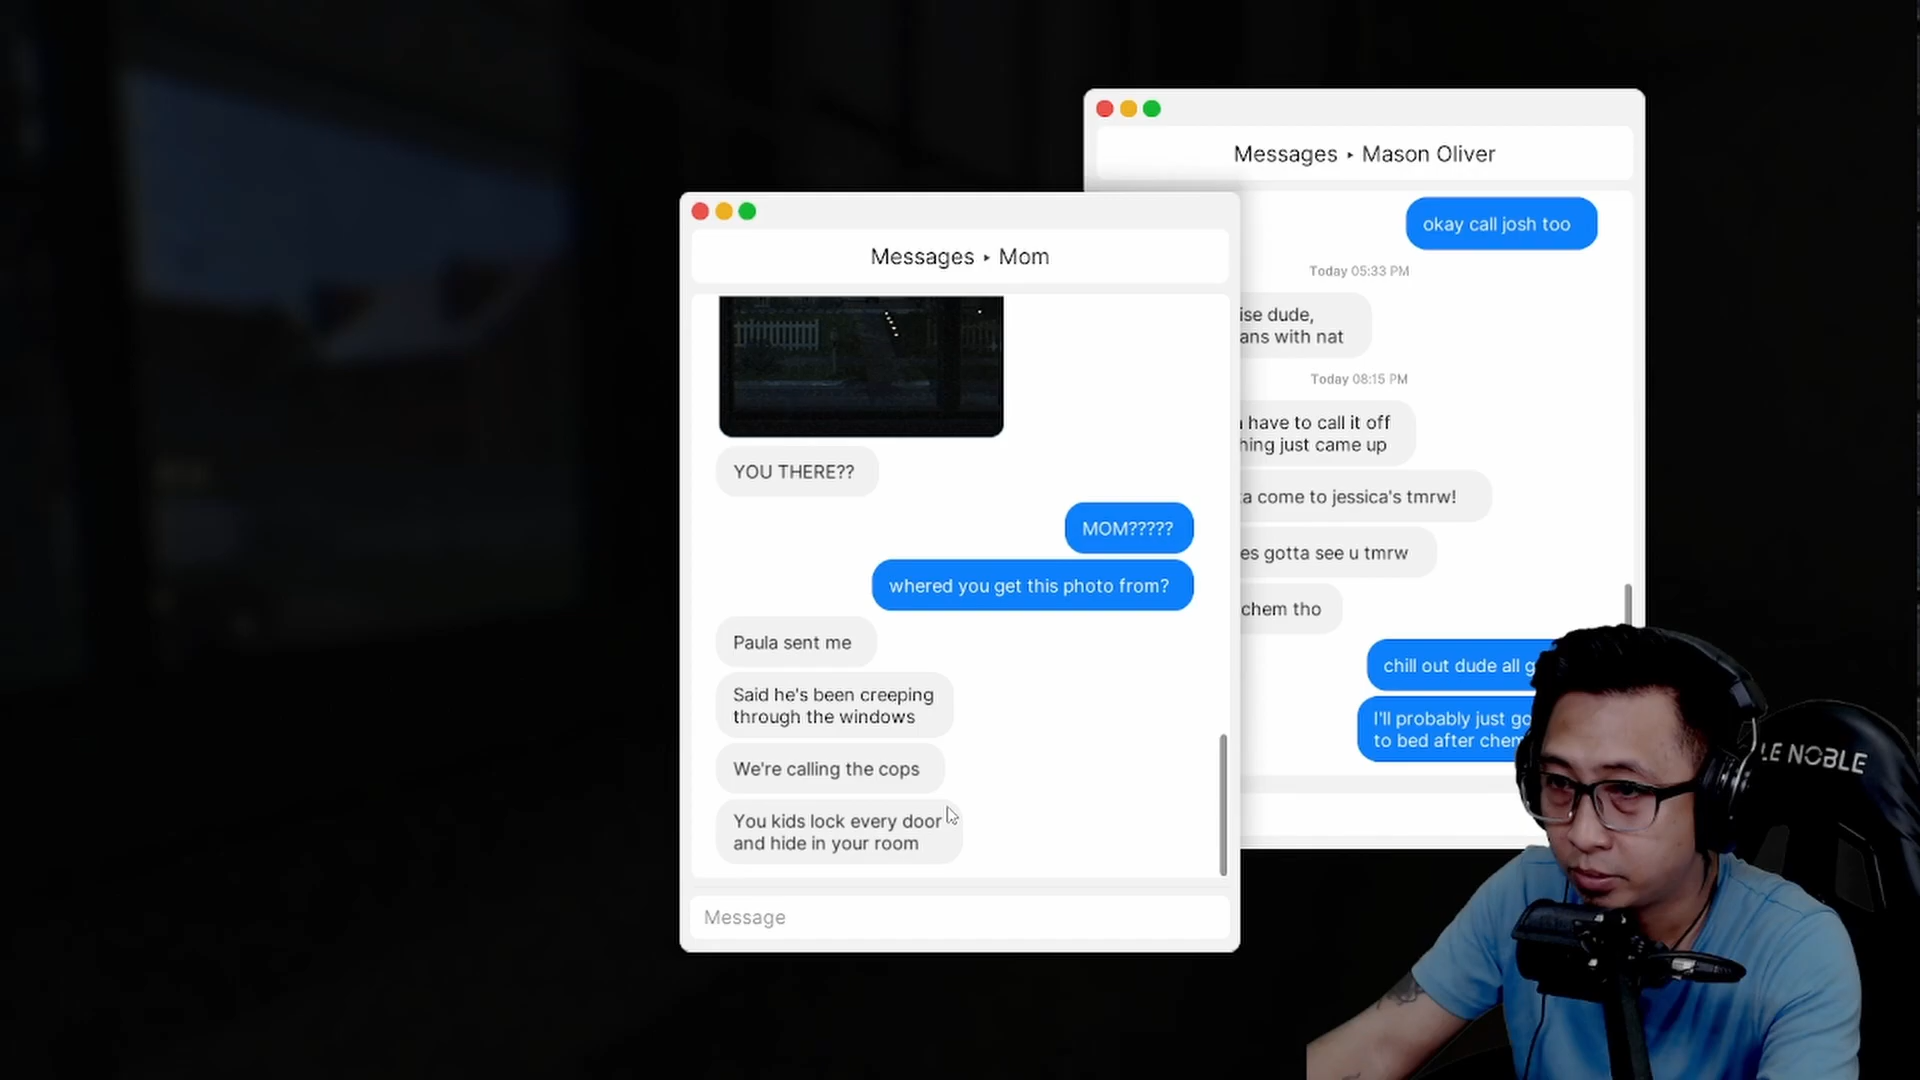 Messages ▸ Mason Oliver
okay call josh too
Today 05:33 PM
ise dude,
ans with nat
Today 08:15 PM
have to call it off
hing just came up
a come to jessica's tmrw!
es gotta see u tmrw
chem tho
chill out dude all g
I'll probably just go
to bed after chem
Messages ▸ Mom
YOU THERE??
MOM?????
whered you get this photo from?
Paula sent me
Said he's been creeping
through the windows
We're calling the cops
You kids lock every door
and hide in your room
Message
LE NOBLE